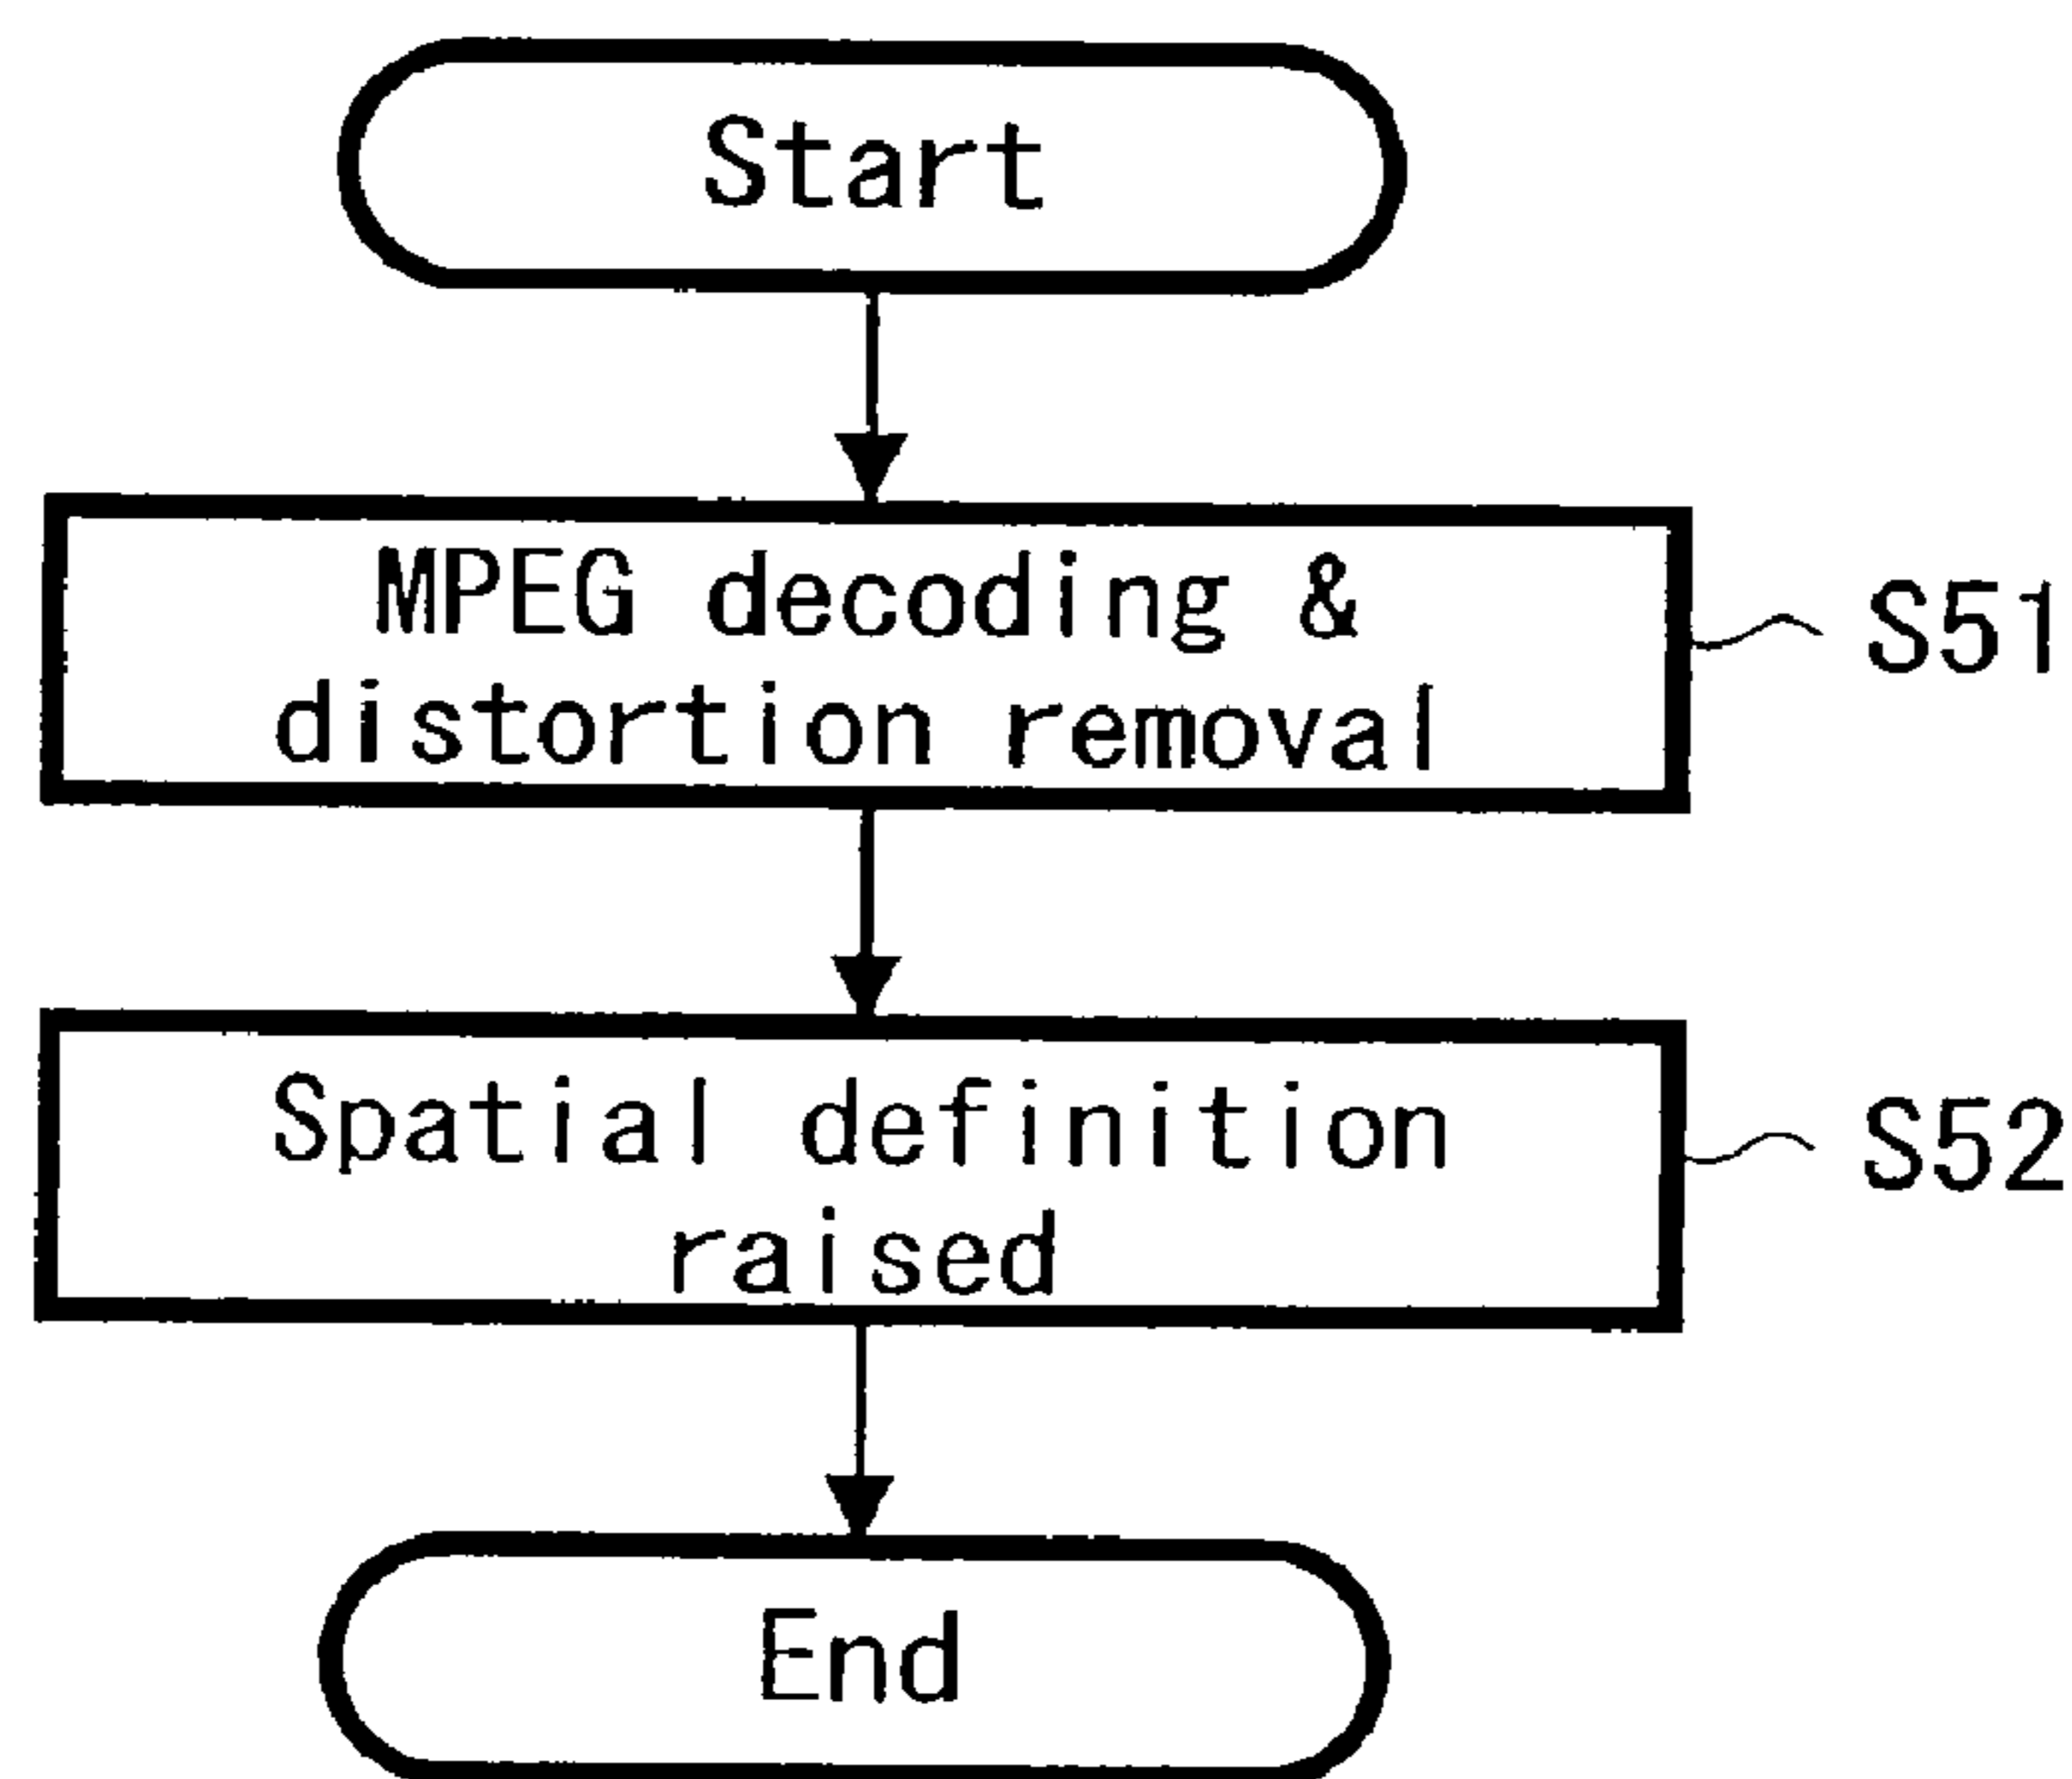 Start
MPEG decoding &
distortion removal
S51
Spatial definition
raised
S52
End